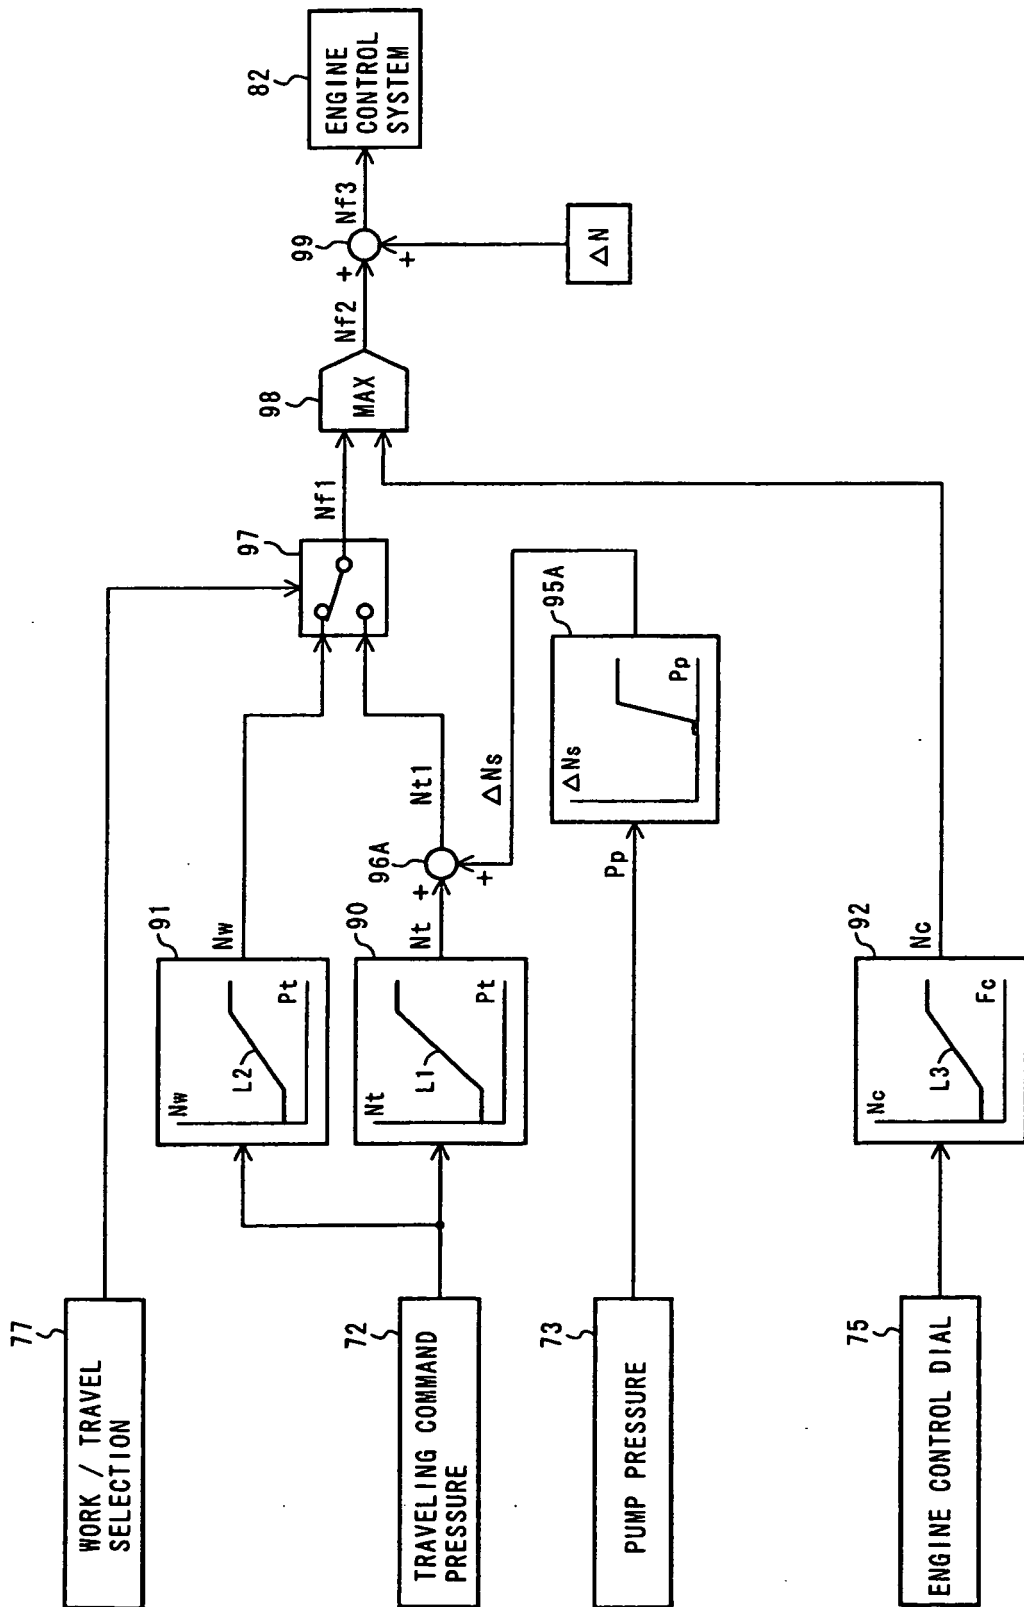 77
WORK / TRAVEL
SELECTION
72
TRAVELING COMMAND
PRESSURE
73
PUMP PRESSURE
75
ENGINE CONTROL DIAL
91
Nw
L2
Pt
Nw
90
Nt
L1
Pt
Nt
+
96A
+
Nt1
ΔNs
Pp
95A
ΔNs
Pp
92
Nc
L3
Fc
Nc
97
Nf1
98
MAX
Nf2
99
+
+
Nf3
ΔN
82
ENGINE
CONTROL
SYSTEM